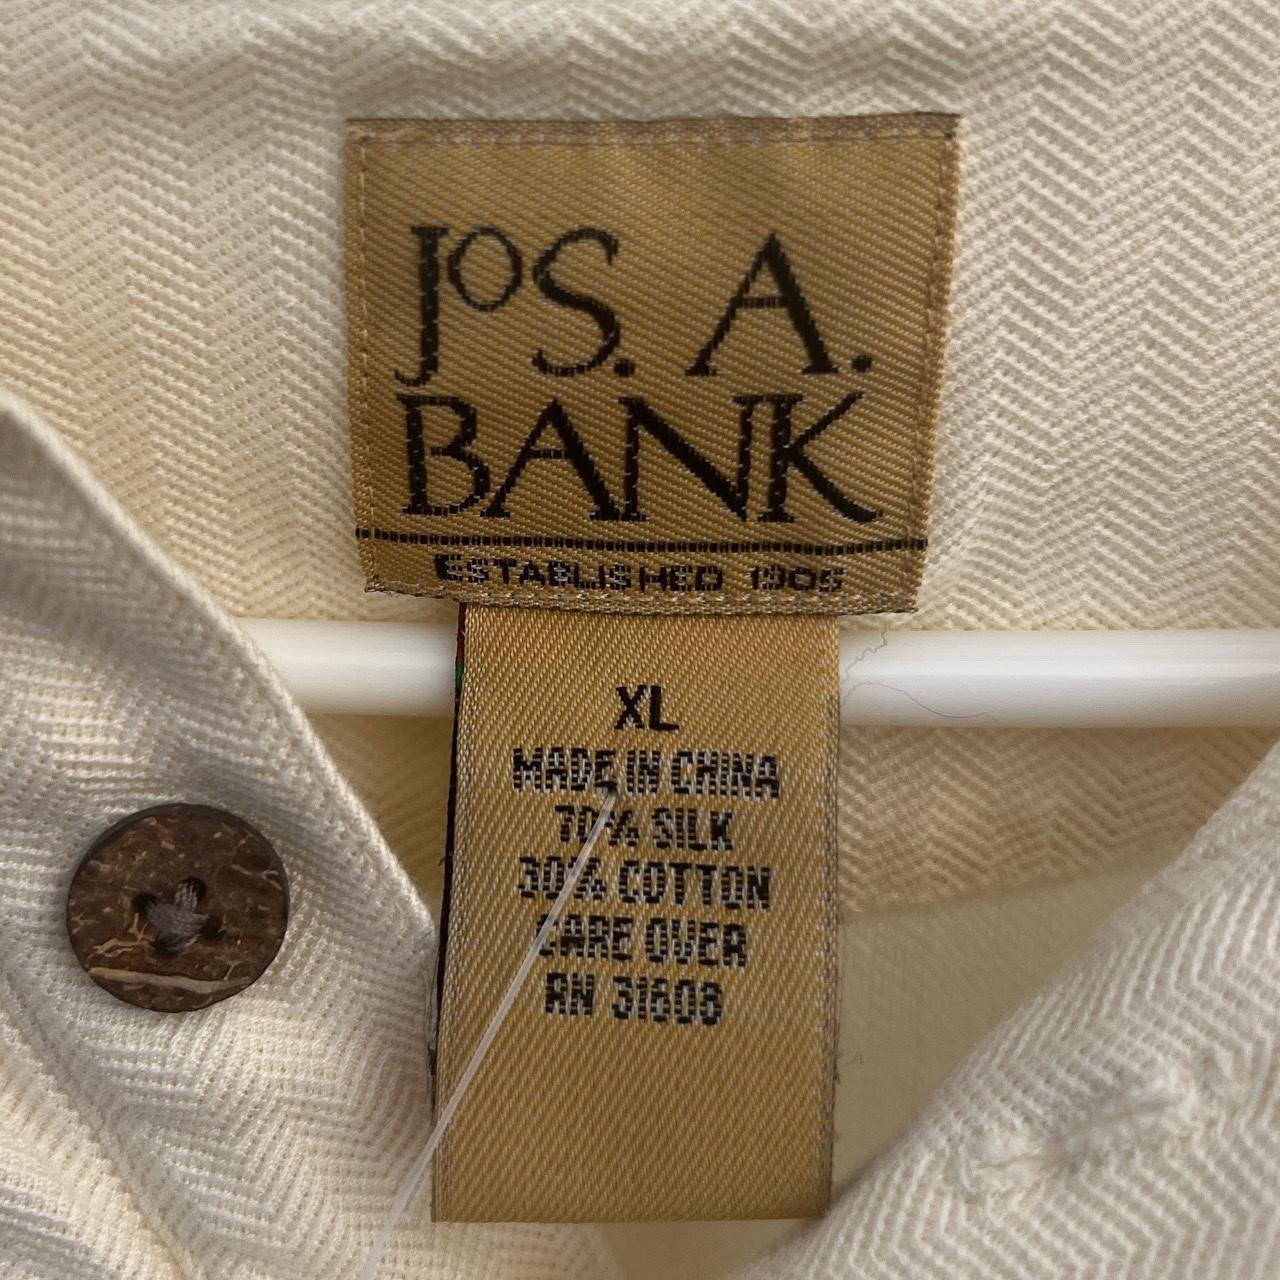 JOS. A.
BANK
ESTABLISHED 1905
XL
MADE IN CHINA
70% SILK
30% COTTON
CARE OVER
RN 31608